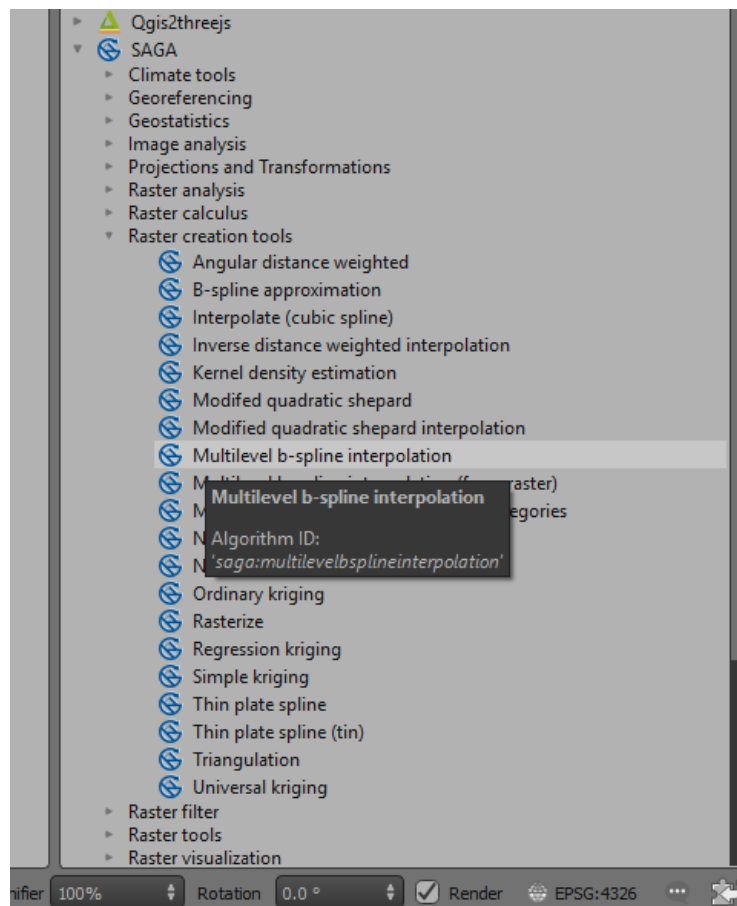 Qgis2threejs
SAGA
Climate tools
Georeferencing
Geostatistics
Image analysis
Projections and Transformations
Raster analysis
Raster calculus
Raster creation tools
Angular distance weighted
B-spline approximation
Interpolate (cubic spline)
Inverse distance weighted interpolation
Kernel density estimation
Modifed quadratic shepard
Modified quadratic shepard interpolation
Multilevel b-spline interpolation
raster)
Multilevel b-spline interpolation
egories
Algorithm ID:
'saga:multilevelbsplineinterpolation'
Ordinary kriging
Rasterize
Regression kriging
Simple kriging
Thin plate spline
Thin plate spline (tin)
Triangulation
Universal kriging
Raster filter
Raster tools
Raster visualization
nifier 100% Rotation 0.0 ° Render EPSG:4326